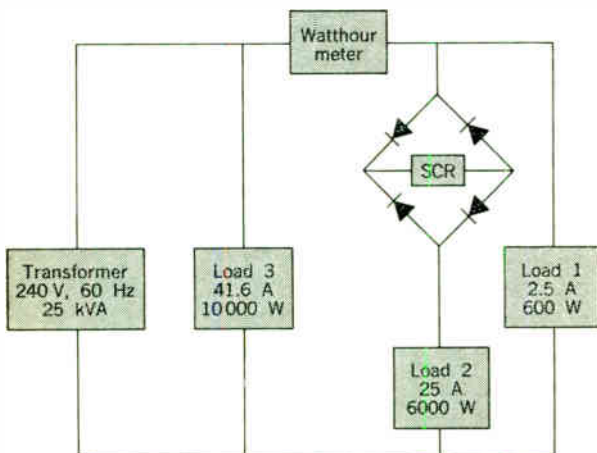 Watthour
meter
SCR
Transformer
240 V, 60 Hz
25 kVA
Load 3
41.6 A
10 000 W
Load 1
2.5 A
600 W
Load 2
25 A
6000 W